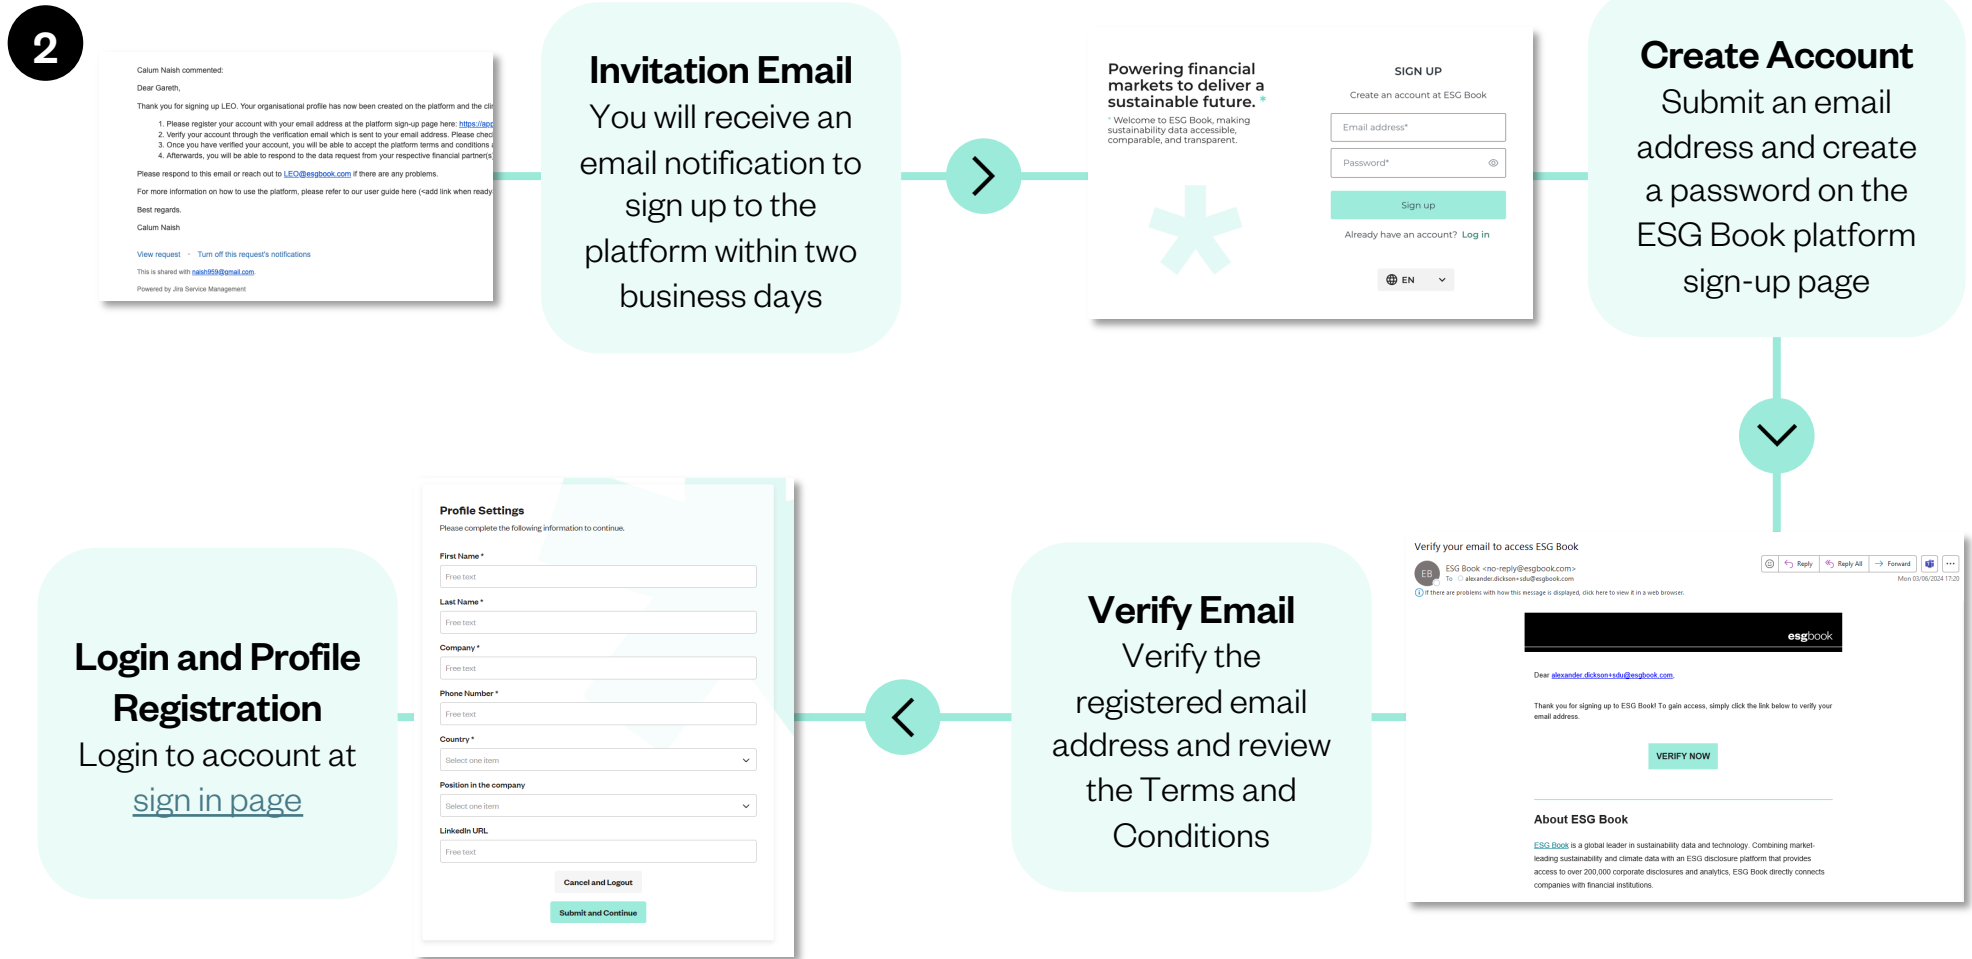 2
Calum Naish commented:
Dear Gareth,
Thank you for signing up LEO. Your organisational profile has now been created on the platform and the
1. Please register your account with your email address at the platform sign-up page here: https://app
2. Verify your account through the verification email which is sent to your email address. Please
3. Once you have verified your account, you will be able to accept the platform terms and conditions
4. Afterwards, you will be able to respond to the data request from your respective financial partner(s)
Please respond to this email or reach out to LEO@esgbook.com if there are any problems.
For more information on how to use the platform, please refer to our user guide here (<add link when ready
Best regards.
Calum Naish
View request · Turn off this request's notifications
This is shared with naish959@gmail.com.
Powered by Jira Service Management
Invitation Email
You will receive an
email notification to
sign up to the
platform within two
business days
Powering financial
markets to deliver a
sustainable future. *
* Welcome to ESG Book, making
sustainability data accessible,
comparable, and transparent.
SIGN UP
Create an account at ESG Book
Email address*
Password*
Sign up
Already have an account? Log in
EN
Create Account
Submit an email
address and create
a password on the
ESG Book platform
sign-up page
Verify your email to access ESG Book
EB
ESG Book <no-reply@esgbook.com>
To alexander.dickson+sdu@esgbook.com
Reply
Reply All
Forward
Mon 03/06/2024 17:20
If there are problems with how this message is displayed, click here to view it in a web browser.
esgbook
Dear alexander.dickson+sdu@esgbook.com,
Thank you for signing up to ESG Book! To gain access, simply click the link below to verify your
email address.
VERIFY NOW
About ESG Book
ESG Book is a global leader in sustainability data and technology. Combining market-
leading sustainability and climate data with an ESG disclosure platform that provides
access to over 200,000 corporate disclosures and analytics, ESG Book directly connects
companies with financial institutions.
Verify Email
Verify the
registered email
address and review
the Terms and
Conditions
Profile Settings
Please complete the following information to continue.
First Name *
Free text
Last Name *
Free text
Company *
Free text
Phone Number *
Free text
Country *
Select one item
Position in the company
Select one item
LinkedIn URL
Free text
Cancel and Logout
Submit and Continue
Login and Profile
Registration
Login to account at
sign in page